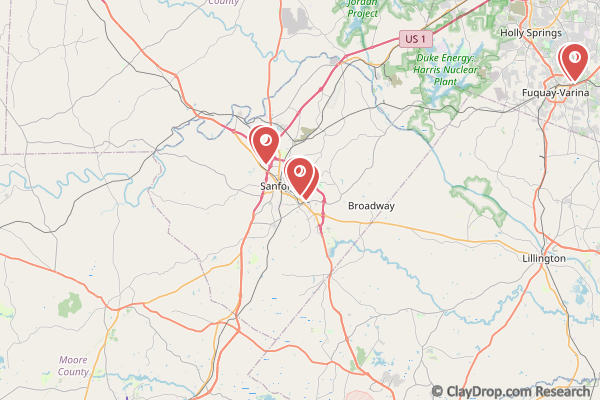 Jordan
Project
County
US 1
Holly Springs
Duke Energy:
Harris Nuclear
Plant
Fuquay-Varina
Sanfo
Broadway
Lillington
Moore
County
© ClayDrop.com Research